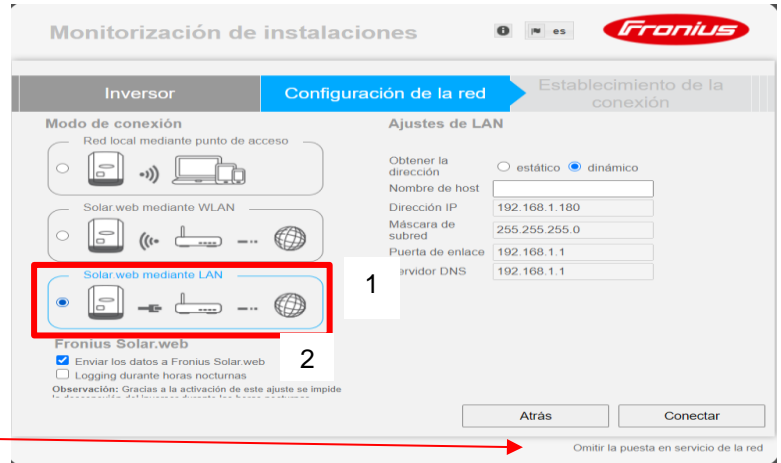 Monitorización de instalaciones
es
Fronius
Inversor
Configuración de la red
Establecimiento de la
conexión
Modo de conexión
Red local mediante punto de acceso
Solar.web mediante WLAN
Solar.web mediante LAN
1
Fronius Solar.web
2
Enviar los datos a Fronius Solar.web
Logging durante horas nocturnas
Observación: Gracias a la activación de este ajuste se impide
Ajustes de LAN
Obtener la
dirección
estático
dinámico
Nombre de host
Dirección IP 192.168.1.180
Máscara de
subred
255.255.255.0
Puerta de enlace 192.168.1.1
ervidor DNS 192.168.1.1
Atrás
Conectar
Omitir la puesta en servicio de la red